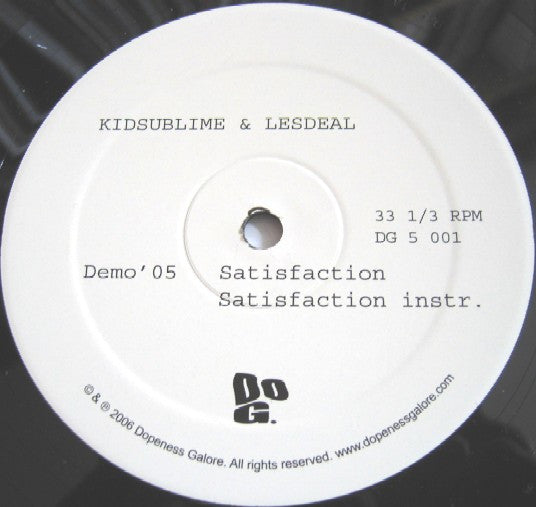 KIDSUBLIME & LESDEAL
33 1/3 RPM
DG 5 001
Demo'05 Satisfaction
Satisfaction instr.
Do
G.
© & ℗ 2006 Dopeness Galore. All rights reserved. www.dopenessgalore.com